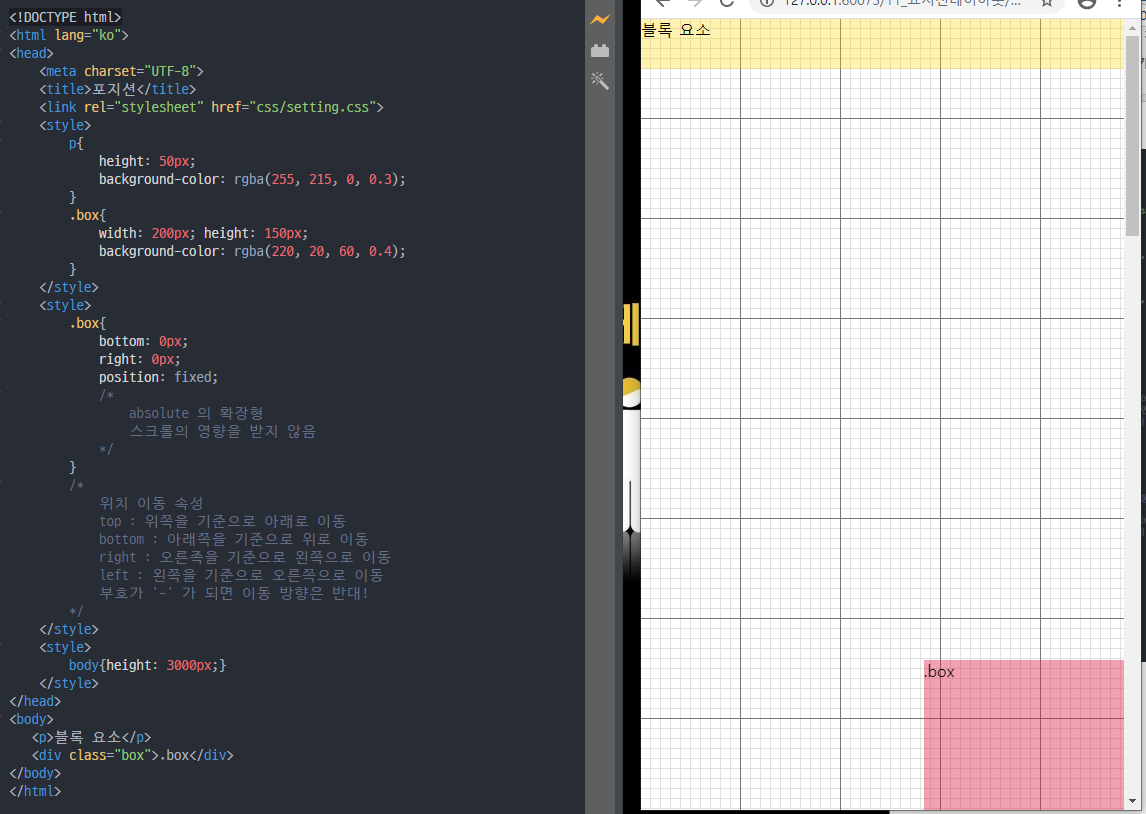 <!DOCTYPE html>
<html lang="ko">
<head>
    <meta charset="UTF-8">
    <title>포지션</title>
    <link rel="stylesheet" href="css/setting.css">
    <style>
        p{
            height: 50px;
            background-color: rgba(255, 215, 0, 0.3);
        }
        .box{
            width: 200px; height: 150px;
            background-color: rgba(220, 20, 60, 0.4);
        }
    </style>
    <style>
        .box{
            bottom: 0px;
            right: 0px;
            position: fixed;
            /*
                absolute 의 확장형
                스크롤의 영향을 받지 않음
            */
        }
        /*
            위치 이동 속성
            top : 위쪽을 기준으로 아래로 이동
            bottom : 아래쪽을 기준으로 위로 이동
            right : 오른족을 기준으로 왼쪽으로 이동
            left : 왼쪽을 기준으로 오른쪽으로 이동
            부호가 '-' 가 되면 이동 방향은 반대!
        */
    </style>
    <style>
        body{height: 3000px;}
    </style>
</head>
<body>
   <p>블록 요소</p>
   <div class="box">.box</div>
</body>
</html>
블록 요소
.box